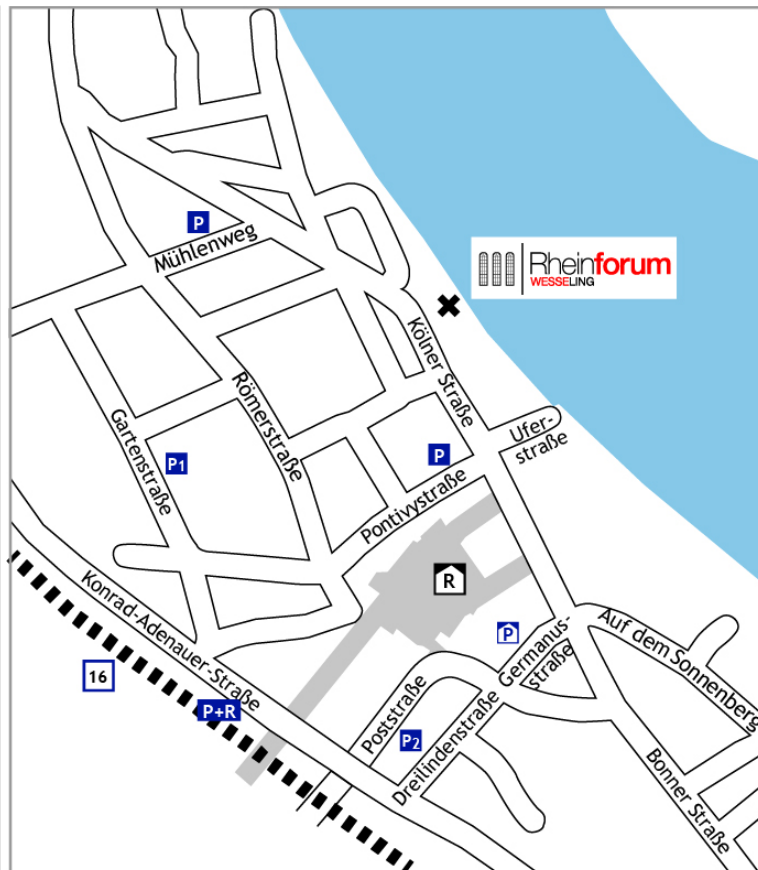 P
Mühlenweg
Rheinforum
WESSELING
Kölner Straße
Römerstraße
Gartenstraße
Ufer-
straße
P
P1
Pontivystraße
R
Konrad-Adenauer-Straße
P
Germanus-
straße
Auf dem Sonnenberg
16
P+R
Poststraße
P2
Dreilindenstraße
Bonner Straße